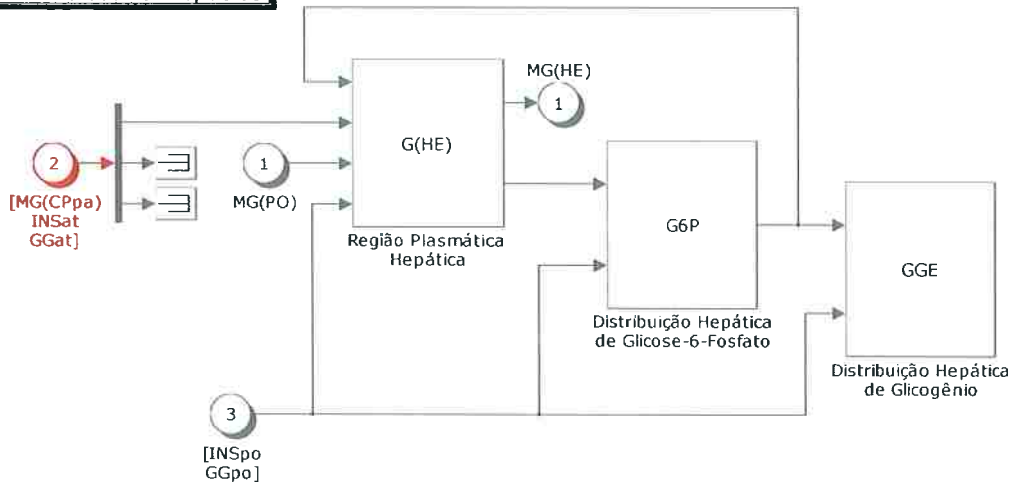 MG(HE)
1
G(HE)
2
[MG(CPpa)
INSat
GGat]
1
MG(PO)
Região Plasmática
Hepática
G6P
GGE
Distribuição Hepática
de Glicose-6-Fosfato
Distribuição Hepática
de Glicogênio
3
[INSpo
GGpo]